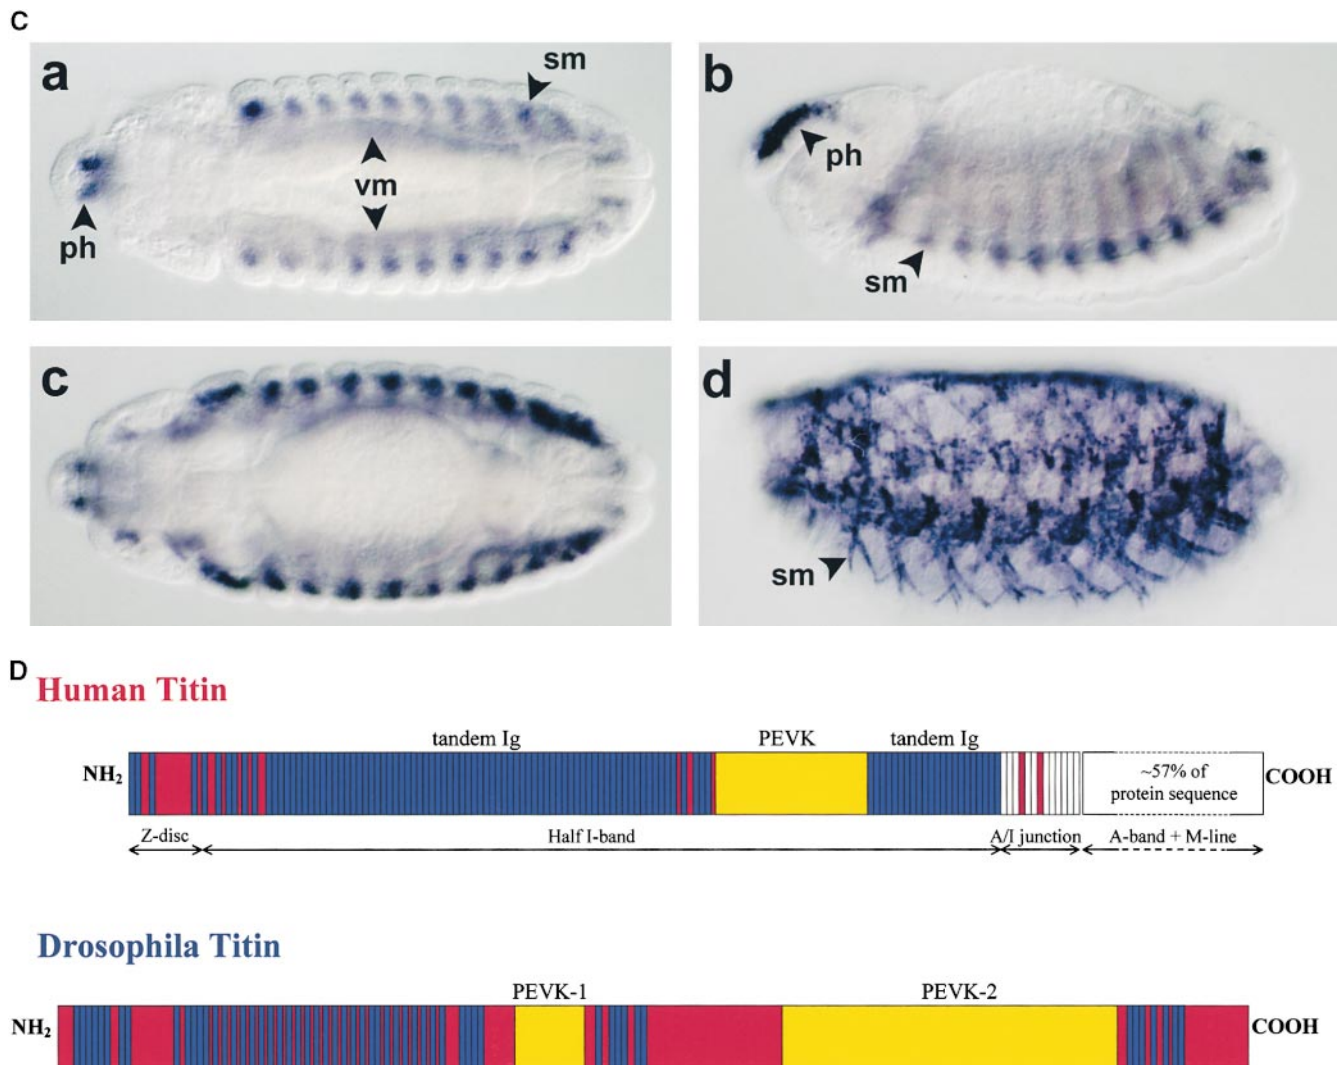 C
a
sm
vm
ph
b
ph
sm
c
d
sm
D
Human Titin
tandem Ig
PEVK
tandem Ig
NH₂
~57% of
protein sequence
COOH
Z-disc
Half I-band
A/I junction
A-band + M-line
Drosophila Titin
PEVK-1
PEVK-2
NH₂
COOH